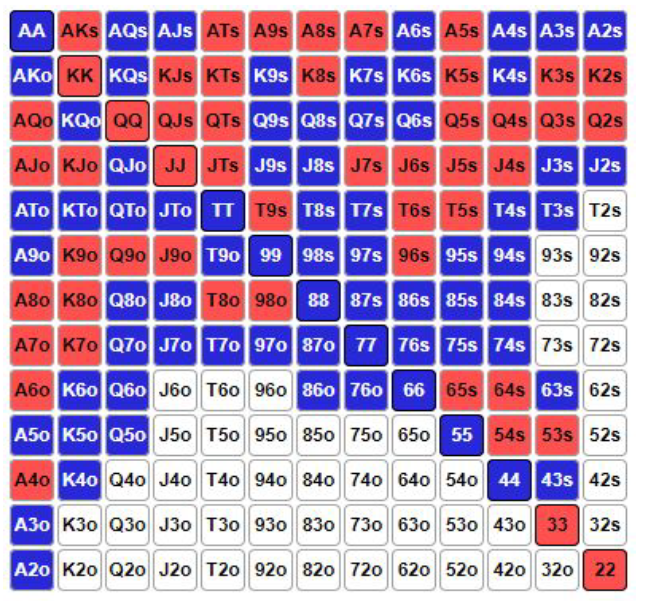 AA AKs AQs AJs ATs A9s A8s A7s A6s A5s A4s A3s A2s
AKo KK KQs KJs KTs K9s K8s K7s K6s K5s K4s K3s K2s
AQo KQo QQ QJs QTs Q9s Q8s Q7s Q6s Q5s Q4s Q3s Q2s
AJo KJo QJo JJ JTs J9s J8s J7s J6s J5s J4s J3s J2s
ATo KTo QTo JTo TT T9s T8s T7s T6s T5s T4s T3s T2s
A9o K9o Q9o J9o T9o 99 98s 97s 96s 95s 94s 93s 92s
A8o K8o Q8o J8o T8o 98o 88 87s 86s 85s 84s 83s 82s
A7o K7o Q7o J7o T7o 97o 87o 77 76s 75s 74s 73s 72s
A6o K6o Q6o J6o T6o 96o 86o 76o 66 65s 64s 63s 62s
A5o K5o Q5o J5o T5o 95o 85o 75o 65o 55 54s 53s 52s
A4o K4o Q4o J4o T4o 94o 84o 74o 64o 54o 44 43s 42s
A3o K3o Q3o J3o T3o 93o 83o 73o 63o 53o 43o 33 32s
A2o K2o Q2o J2o T2o 92o 82o 72o 62o 52o 42o 32o 22